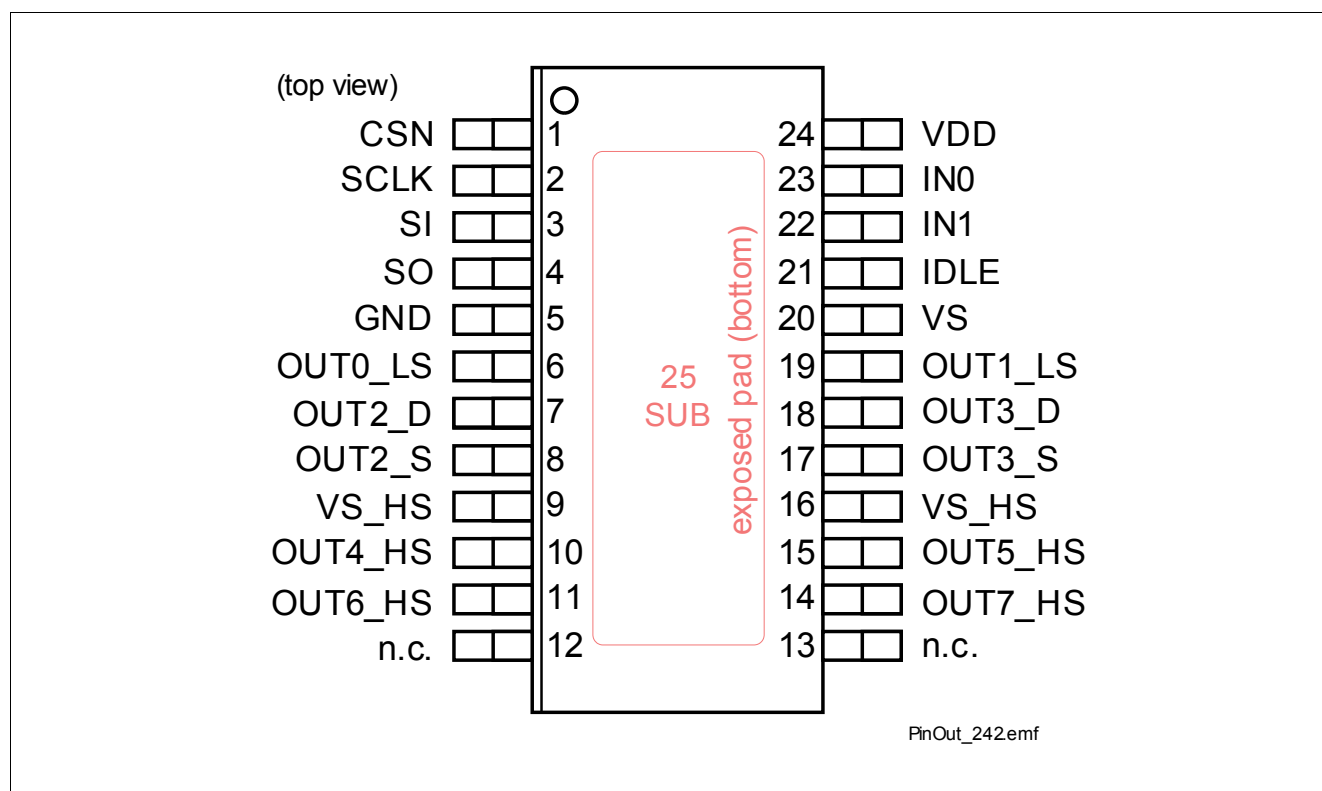 (top view)
CSN 1 24 VDD
SCLK 2 23 IN0
SI 3 22 IN1
SO 4 21 IDLE
GND 5 20 VS
OUT0_LS 6 19 OUT1_LS
OUT2_D 7 18 OUT3_D
OUT2_S 8 17 OUT3_S
VS_HS 9 16 VS_HS
OUT4_HS 10 15 OUT5_HS
OUT6_HS 11 14 OUT7_HS
n.c. 12 13 n.c.
25
SUB
exposed pad (bottom)
PinOut_242.emf